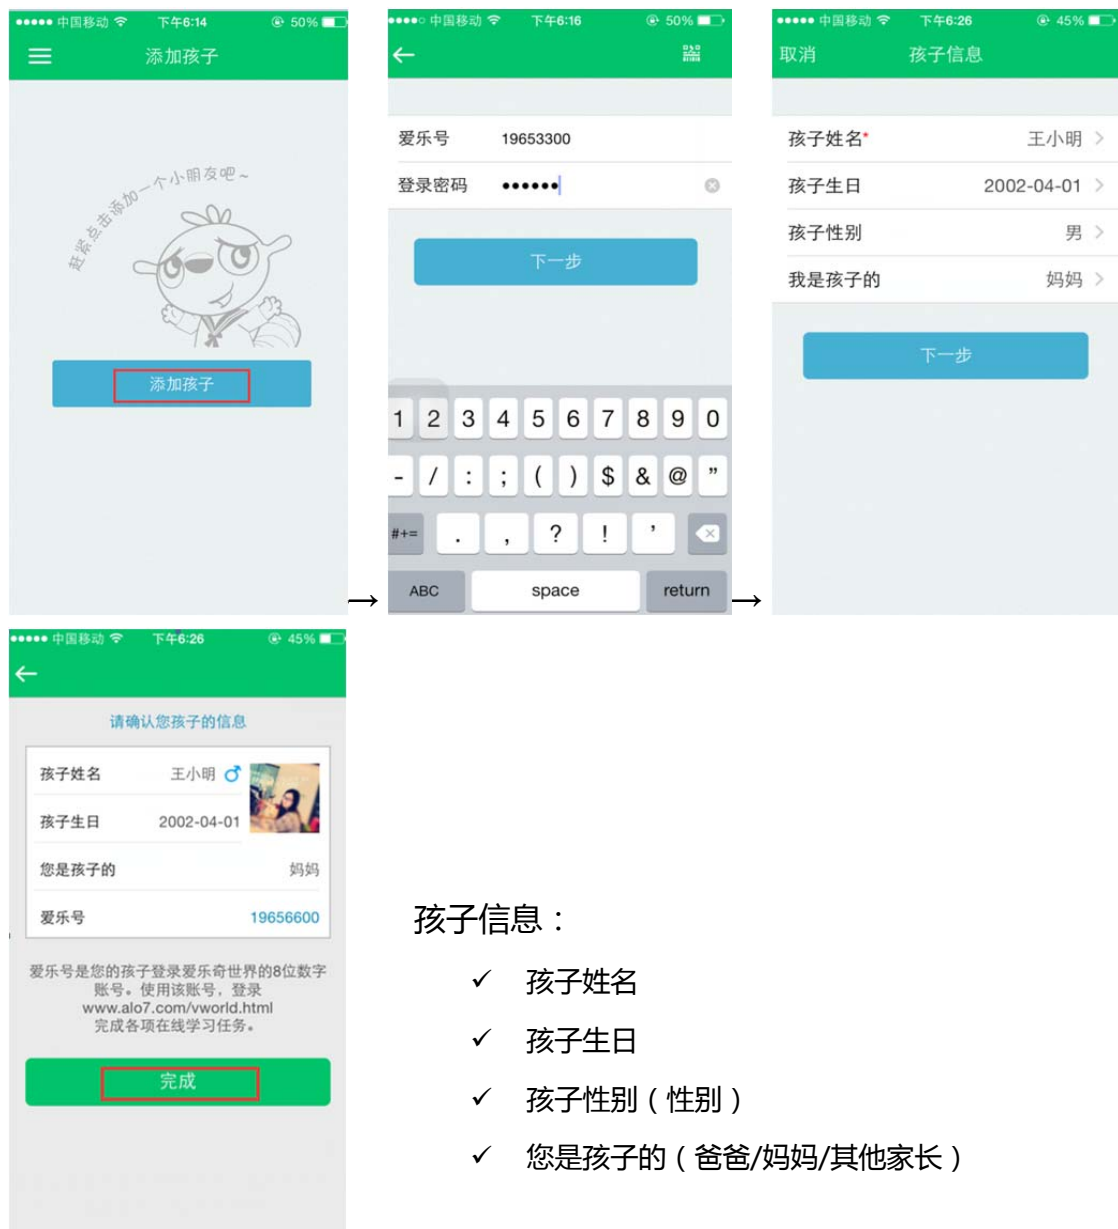 中国移动 下午6:14 50%
添加孩子
赶紧点击添加一个小朋友吧~
添加孩子
→
中国移动 下午6:16 50%
爱乐号 19653300
登录密码 ••••••
下一步
1 2 3 4 5 6 7 8 9 0
- / : ; ( ) $ & @ ”
#+= . , ? ! ’
ABC space return
→
中国移动 下午6:26 45%
取消 孩子信息
孩子姓名* 王小明 >
孩子生日 2002-04-01 >
孩子性别 男 >
我是孩子的 妈妈 >
下一步
中国移动 下午6:26 45%
请确认您孩子的信息
孩子姓名 王小明 ♂
孩子生日 2002-04-01
您是孩子的 妈妈
爱乐号 19656600
爱乐号是您的孩子登录爱乐奇世界的8位数字
账号。使用该账号，登录
www.alo7.com/vworld.html
完成各项在线学习任务。
完成
孩子信息：
✓ 孩子姓名
✓ 孩子生日
✓ 孩子性别（性别）
✓ 您是孩子的（爸爸/妈妈/其他家长）